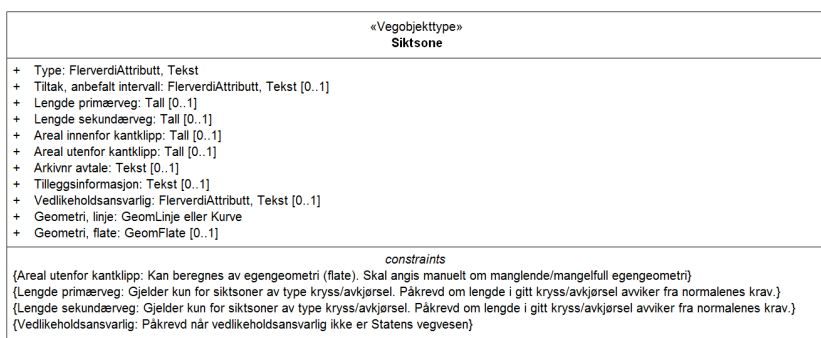 «Vegobjekttype»
Siktsone
+ Type: FlerverdiAttributt, Tekst
+ Tiltak, anbefalt intervall: FlerverdiAttributt, Tekst [0..1]
+ Lengde primærveg: Tall [0..1]
+ Lengde sekundærveg: Tall [0..1]
+ Areal innenfor kantklipp: Tall [0..1]
+ Areal utenfor kantklipp: Tall [0..1]
+ Arkivnr avtale: Tekst [0..1]
+ Tilleggsinformasjon: Tekst [0..1]
+ Vedlikeholdsansvarlig: FlerverdiAttributt, Tekst [0..1]
+ Geometri, linje: GeomLinje eller Kurve
+ Geometri, flate: GeomFlate [0..1]
constraints
{Areal utenfor kantklipp: Kan beregnes av egengeometri (flate). Skal angis manuelt om manglende/mangelfull egengeometri}
{Lengde primærveg: Gjelder kun for siktsoner av type kryss/avkjørsel. Påkrevd om lengde i gitt kryss/avkjørsel avviker fra normalenes krav.}
{Lengde sekundærveg: Gjelder kun for siktsoner av type kryss/avkjørsel. Påkrevd om lengde i gitt kryss/avkjørsel avviker fra normalenes krav.}
{Vedlikeholdsansvarlig: Påkrevd når vedlikeholdsansvarlig ikke er Statens vegvesen}